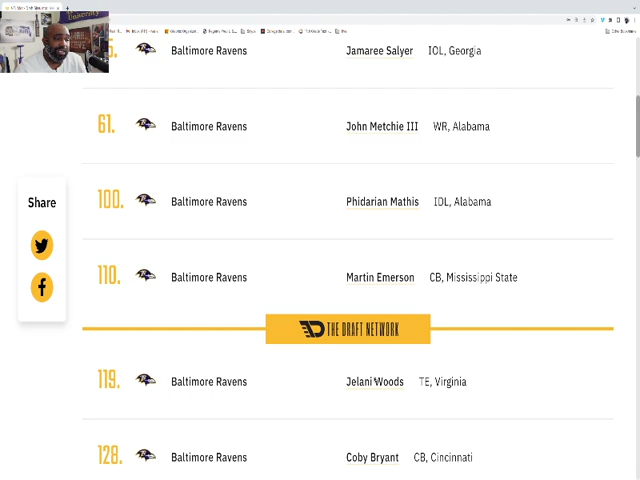 5.
Baltimore Ravens
Jamaree Salyer
IOL, Georgia
61.
Baltimore Ravens
John Metchie III
WR, Alabama
100.
Baltimore Ravens
Phidarian Mathis
IDL, Alabama
Share
110.
Baltimore Ravens
Martin Emerson
CB, Mississippi State
THE DRAFT NETWORK
119.
Baltimore Ravens
Jelani Woods
TE, Virginia
128.
Baltimore Ravens
Coby Bryant
CB, Cincinnati